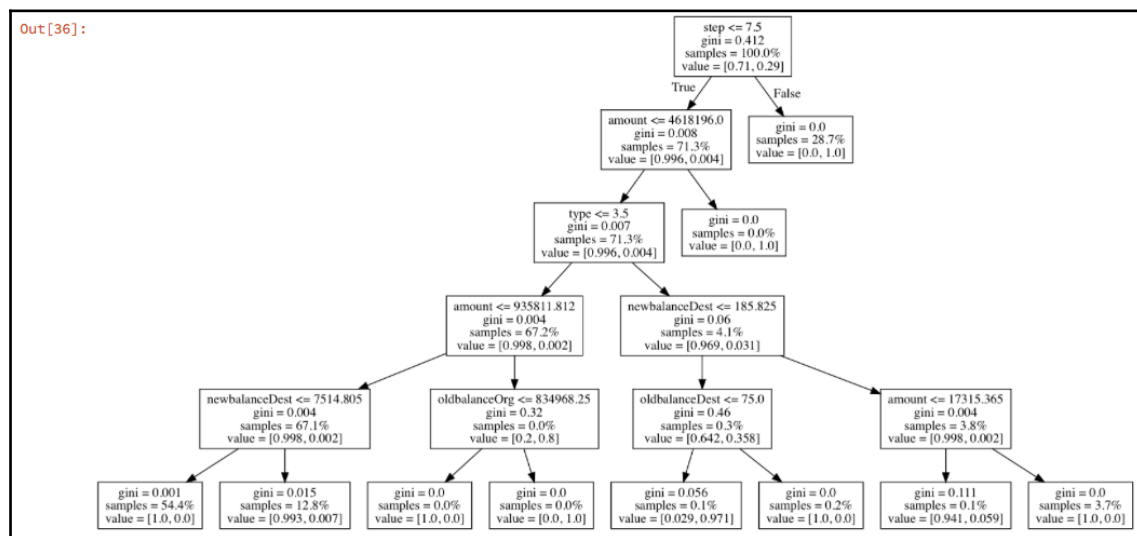 Out[36]:
step <= 7.5
gini = 0.412
samples = 100.0%
value = [0.71, 0.29]
True
False
amount <= 4618196.0
gini = 0.008
samples = 71.3%
value = [0.996, 0.004]
gini = 0.0
samples = 28.7%
value = [0.0, 1.0]
type <= 3.5
gini = 0.007
samples = 71.3%
value = [0.996, 0.004]
gini = 0.0
samples = 0.0%
value = [0.0, 1.0]
amount <= 935811.812
gini = 0.004
samples = 67.2%
value = [0.998, 0.002]
newbalanceDest <= 185.825
gini = 0.06
samples = 4.1%
value = [0.969, 0.031]
newbalanceDest <= 7514.805
gini = 0.004
samples = 67.1%
value = [0.998, 0.002]
oldbalanceOrg <= 834968.25
gini = 0.32
samples = 0.0%
value = [0.2, 0.8]
oldbalanceDest <= 75.0
gini = 0.46
samples = 0.3%
value = [0.642, 0.358]
amount <= 17315.365
gini = 0.004
samples = 3.8%
value = [0.998, 0.002]
gini = 0.001
samples = 54.4%
value = [1.0, 0.0]
gini = 0.015
samples = 12.8%
value = [0.993, 0.007]
gini = 0.0
samples = 0.0%
value = [1.0, 0.0]
gini = 0.0
samples = 0.0%
value = [0.0, 1.0]
gini = 0.056
samples = 0.1%
value = [0.029, 0.971]
gini = 0.0
samples = 0.2%
value = [1.0, 0.0]
gini = 0.111
samples = 0.1%
value = [0.941, 0.059]
gini = 0.0
samples = 3.7%
value = [1.0, 0.0]